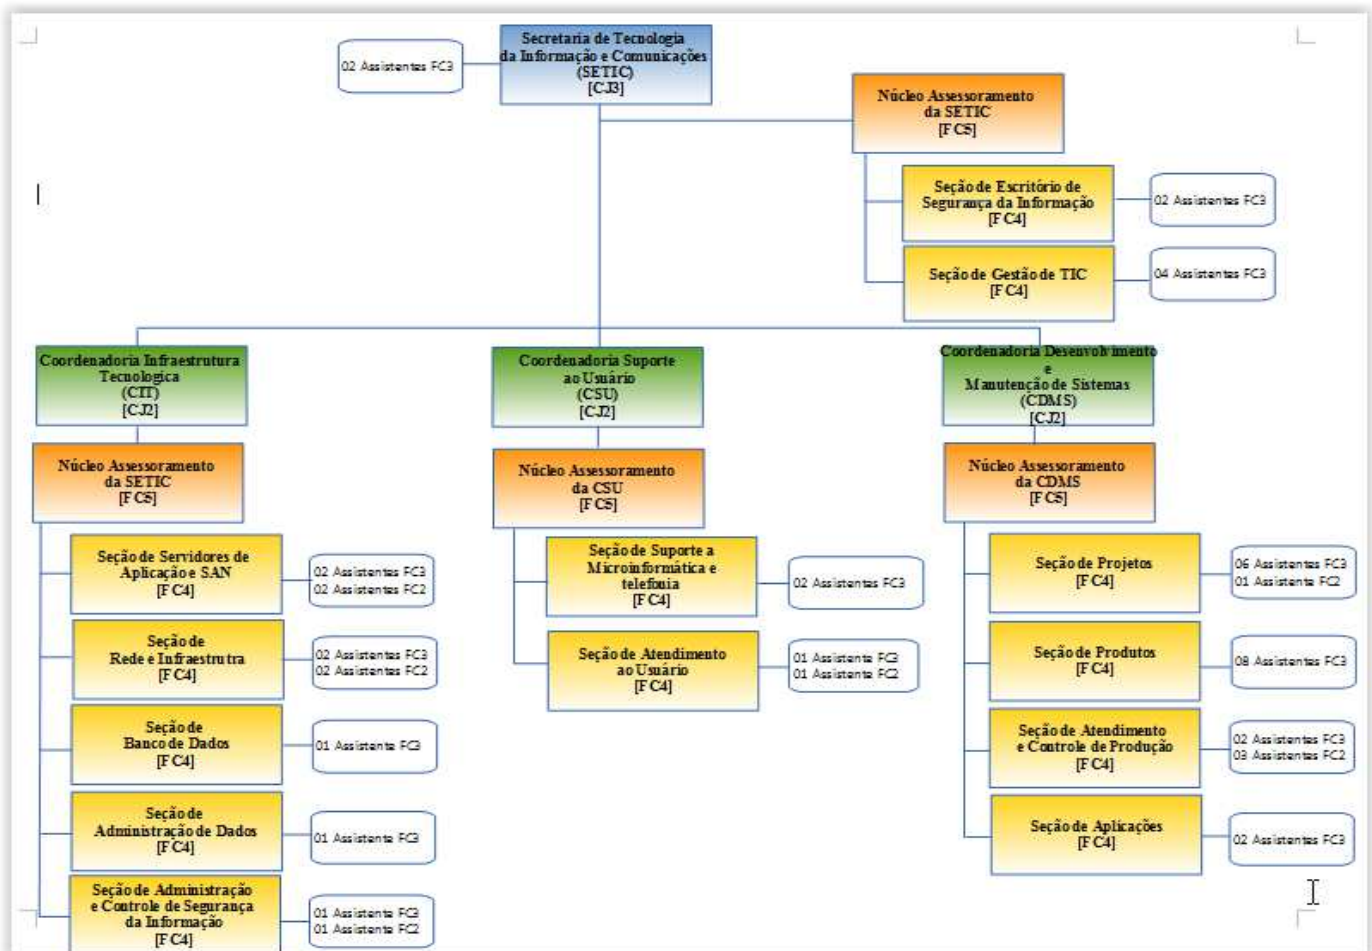 Secretaria de Tecnologia
da Informação e Comunicações
(SETIC)
[CJ3]
02 Assistentes FC3
Núcleo Assessoramento
da SETIC
[FC5]
Seção de Escritório de
Segurança da Informação
[FC4]
02 Assistentes FC3
Seção de Gestão de TIC
[FC4]
04 Assistentes FC3
Coordenadoria Infraestrutura
Tecnologica
(CIT)
[CJ2]
Núcleo Assessoramento
da SETIC
[FC5]
Seção de Servidores de
Aplicação e SAN
[FC4]
02 Assistentes FC3
02 Assistentes FC2
Seção de
Rede e Infraestrutra
[FC4]
02 Assistentes FC3
02 Assistentes FC2
Seção de
Banco de Dados
[FC4]
01 Assistente FC3
Seção de
Administração de Dados
[FC4]
01 Assistente FC3
Seção de Administração
e Controle de Segurança
da Informação
[FC4]
01 Assistente FC3
01 Assistente FC2
Coordenadoria Suporte
ao Usuário
(CSU)
[CJ2]
Núcleo Assessoramento
da CSU
[FC5]
Seção de Suporte a
Microinformática e
telefonia
[FC4]
02 Assistentes FC3
Seção de Atendimento
ao Usuário
[FC4]
01 Assistente FC3
01 Assistente FC2
Coordenadoria Desenvolvimento
e
Manutenção de Sistemas
(CDMS)
[CJ2]
Núcleo Assessoramento
da CDMS
[FC5]
Seção de Projetos
[FC4]
06 Assistentes FC3
01 Assistente FC2
Seção de Produtos
[FC4]
08 Assistentes FC3
Seção de Atendimento
e Controle de Produção
[FC4]
02 Assistentes FC3
03 Assistentes FC2
Seção de Aplicações
[FC4]
02 Assistentes FC3